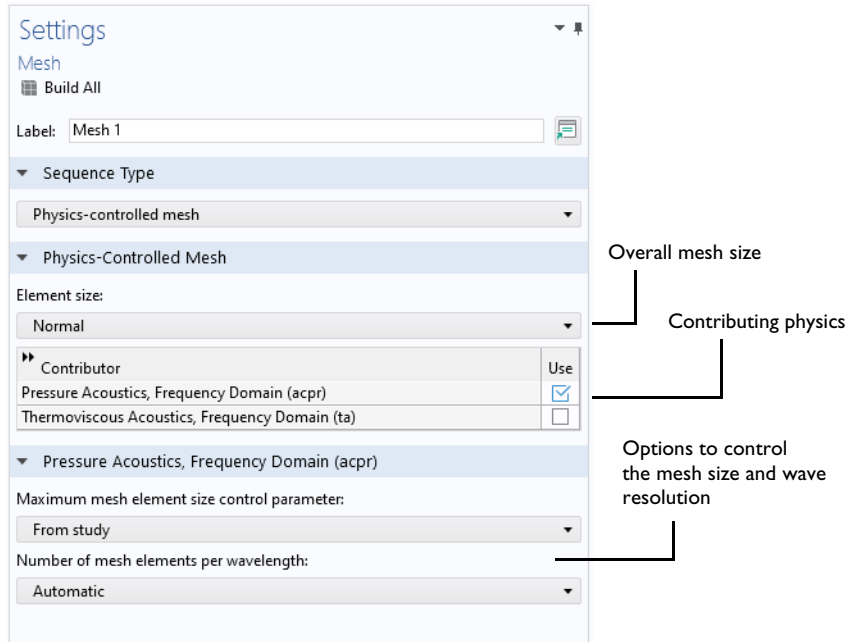 Settings
Mesh
Build All
Label: Mesh 1
Sequence Type
Physics-controlled mesh
Physics-Controlled Mesh
Element size:
Normal
Contributor Use
Pressure Acoustics, Frequency Domain (acpr)
Thermoviscous Acoustics, Frequency Domain (ta)
Pressure Acoustics, Frequency Domain (acpr)
Maximum mesh element size control parameter:
From study
Number of mesh elements per wavelength:
Automatic
Overall mesh size
Contributing physics
Options to control
the mesh size and wave
resolution